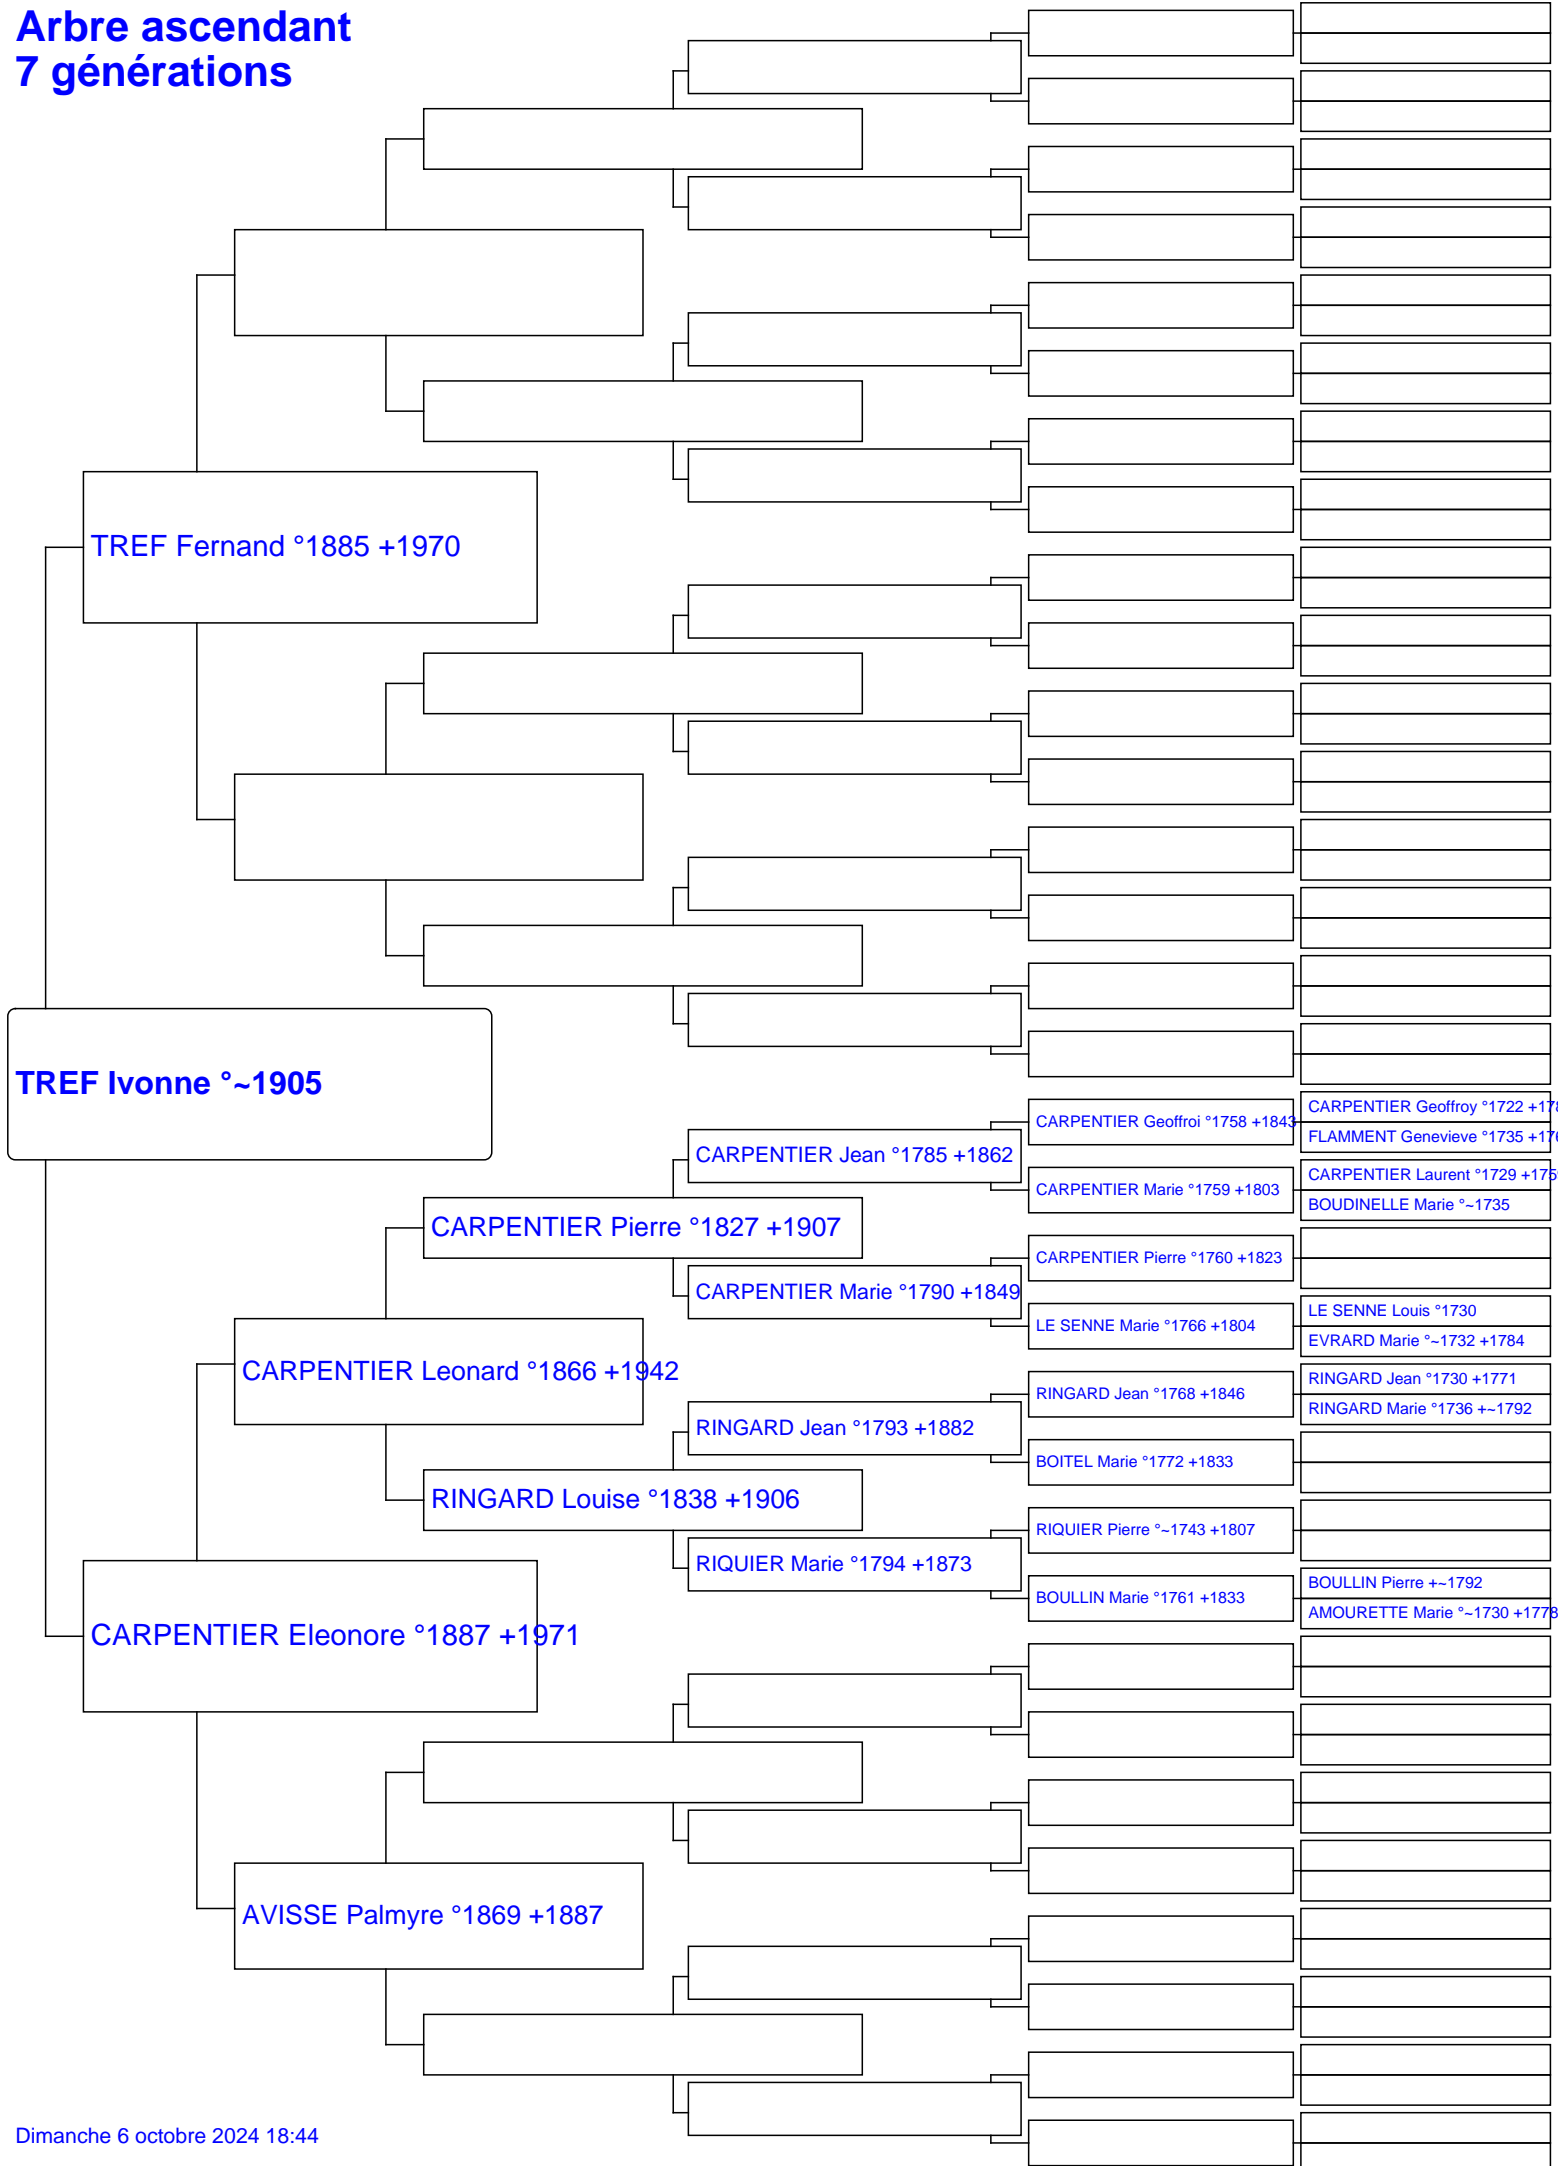 Arbre ascendant
7 générations
TREF Fernand °1885 +1970
TREF Ivonne °~1905
CARPENTIER Geoffroy °1722 +178
CARPENTIER Geoffroi °1758 +1843
FLAMMENT Genevieve °1735 +176
CARPENTIER Jean °1785 +1862
CARPENTIER Laurent °1729 +1759
CARPENTIER Marie °1759 +1803
BOUDINELLE Marie °~1735
CARPENTIER Pierre °1827 +1907
CARPENTIER Pierre °1760 +1823
CARPENTIER Marie °1790 +1849
LE SENNE Louis °1730
LE SENNE Marie °1766 +1804
EVRARD Marie °~1732 +1784
CARPENTIER Leonard °1866 +1942
RINGARD Jean °1730 +1771
RINGARD Jean °1768 +1846
RINGARD Marie °1736 +~1792
RINGARD Jean °1793 +1882
BOITEL Marie °1772 +1833
RINGARD Louise °1838 +1906
RIQUIER Pierre °~1743 +1807
RIQUIER Marie °1794 +1873
BOULLIN Pierre +~1792
BOULLIN Marie °1761 +1833
AMOURETTE Marie °~1730 +1778
CARPENTIER Eleonore °1887 +1971
AVISSE Palmyre °1869 +1887
Dimanche 6 octobre 2024 18:44